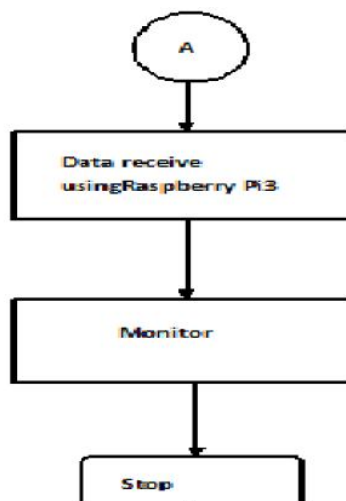 A
Data receive
usingRaspberry Pi3
Monitor
Stop